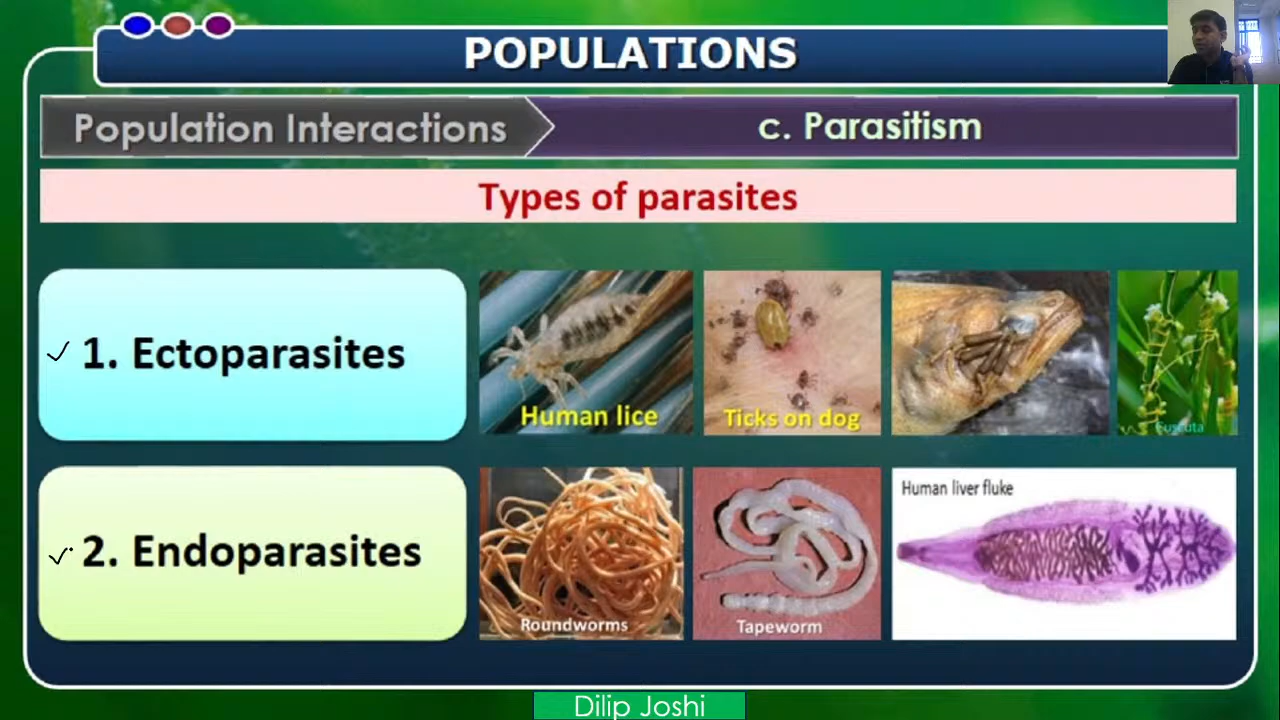 POPULATIONS
Population Interactions
c. Parasitism
Types of parasites
1. Ectoparasites
Human lice
Ticks on dog
Cuscuta
2. Endoparasites
Roundworms
Tapeworm
Human liver fluke
Dilip Joshi